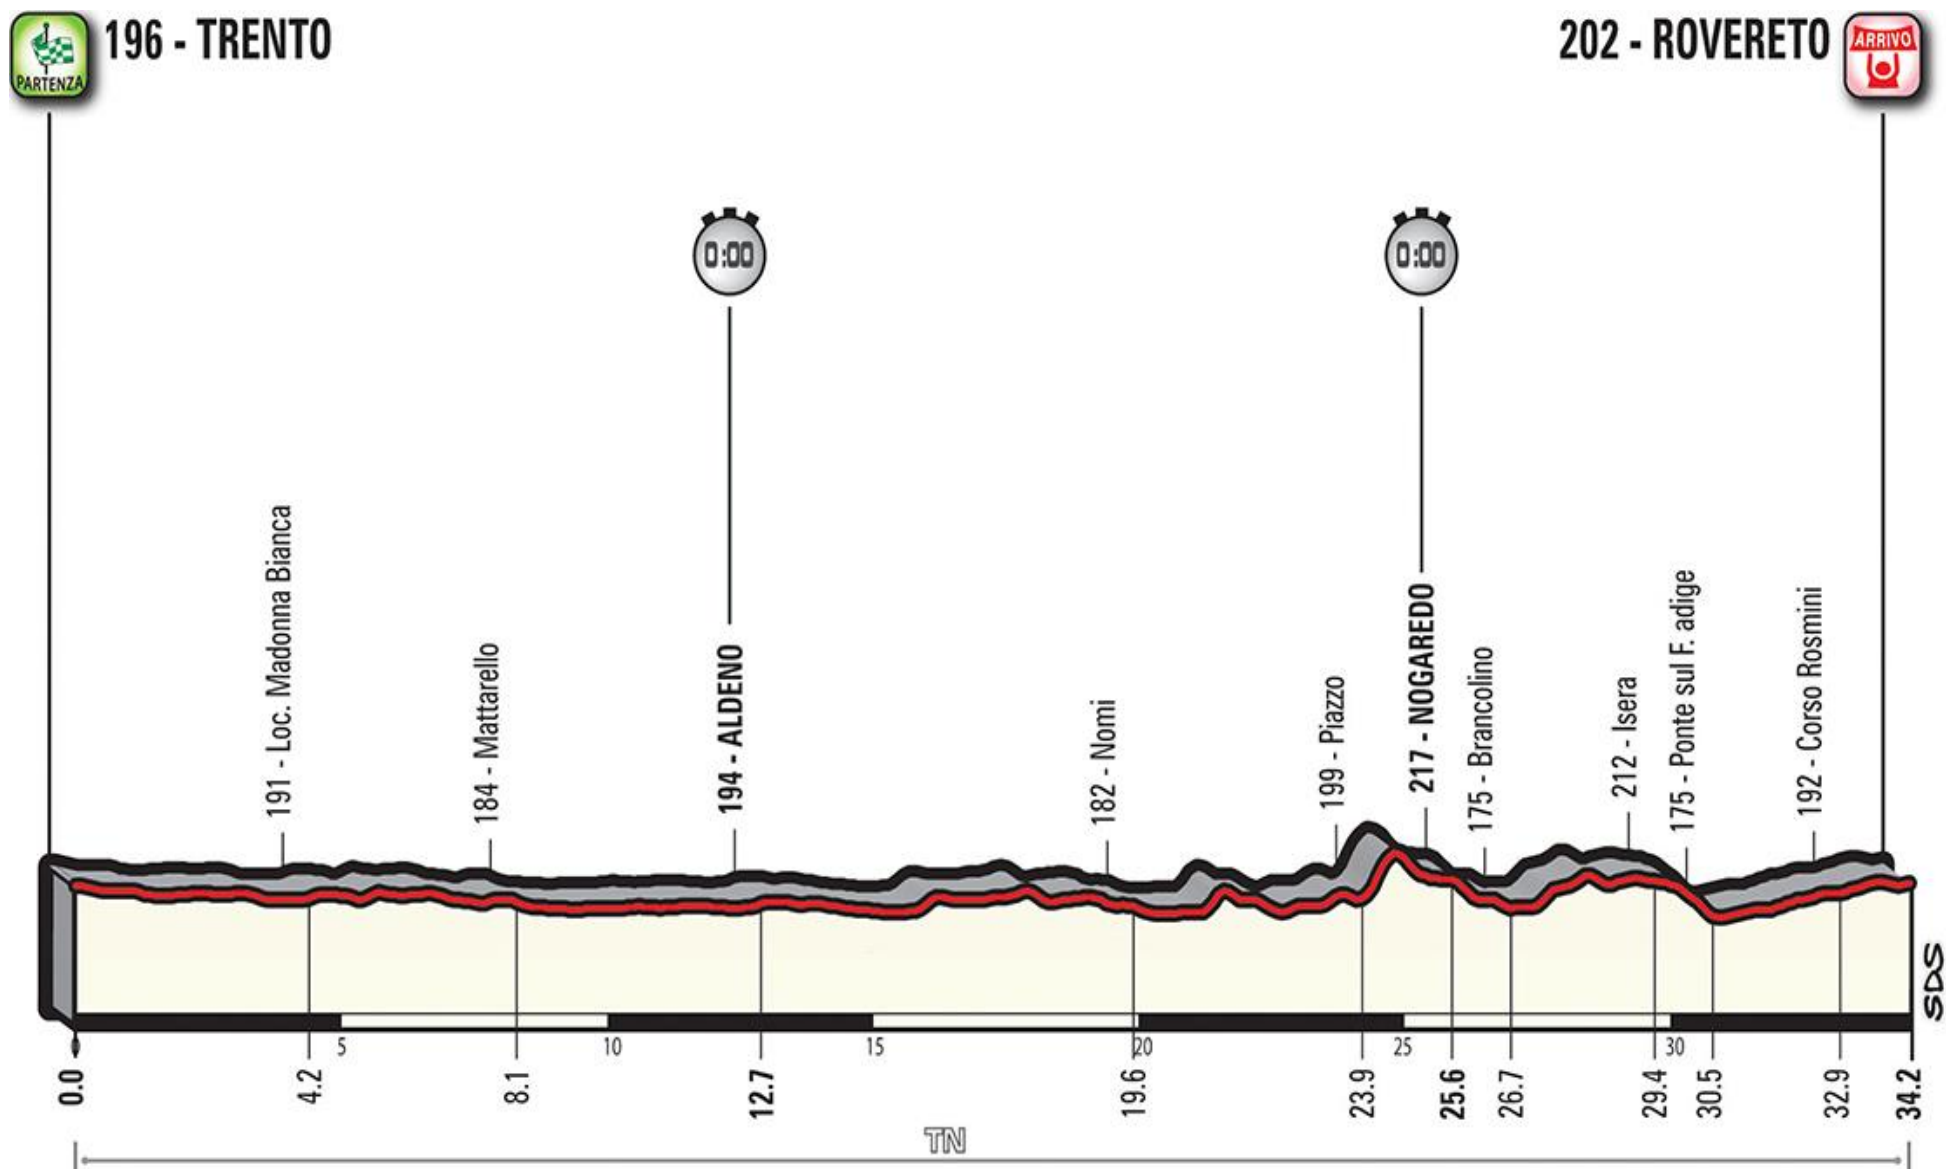 196 - TRENTO
202 - ROVERETO
PARTENZA
ARRIVO
0:00
0:00
191 - Loc. Madonna Bianca
184 - Mattarello
194 - ALDENO
182 - Nomi
199 - Piazzo
217 - NOGAREDO
175 - Brancolino
212 - Isera
175 - Ponte sul F. adige
192 - Corso Rosmini
SDS
0 5 10 15 20 25 30
0.0 4.2 8.1 12.7 19.6 23.9 25.6 26.7 29.4 30.5 32.9 34.2
TN